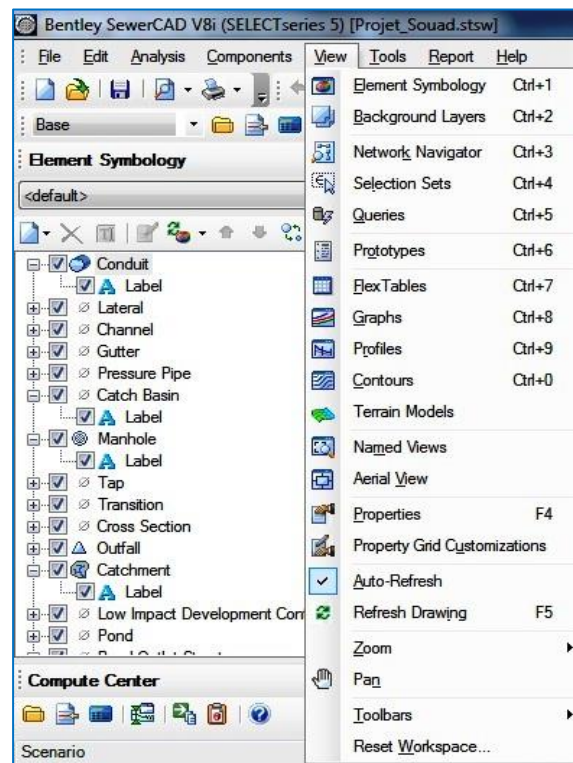 Bentley SewerCAD V8i (SELECTseries 5) [Projet_Souad.stsw]
File Edit Analysis Components View Tools Report Help
Base
Element Symbology
<default>
Conduit
Label
Lateral
Channel
Gutter
Pressure Pipe
Catch Basin
Label
Manhole
Label
Tap
Transition
Cross Section
Outfall
Catchment
Label
Low Impact Development Con
Pond
Compute Center
Scenario
Element Symbology Ctrl+1
Background Layers Ctrl+2
Network Navigator Ctrl+3
Selection Sets Ctrl+4
Queries Ctrl+5
Prototypes Ctrl+6
FlexTables Ctrl+7
Graphs Ctrl+8
Profiles Ctrl+9
Contours Ctrl+0
Terrain Models
Named Views
Aerial View
Properties F4
Property Grid Customizations
Auto-Refresh
Refresh Drawing F5
Zoom
Pan
Toolbars
Reset Workspace...